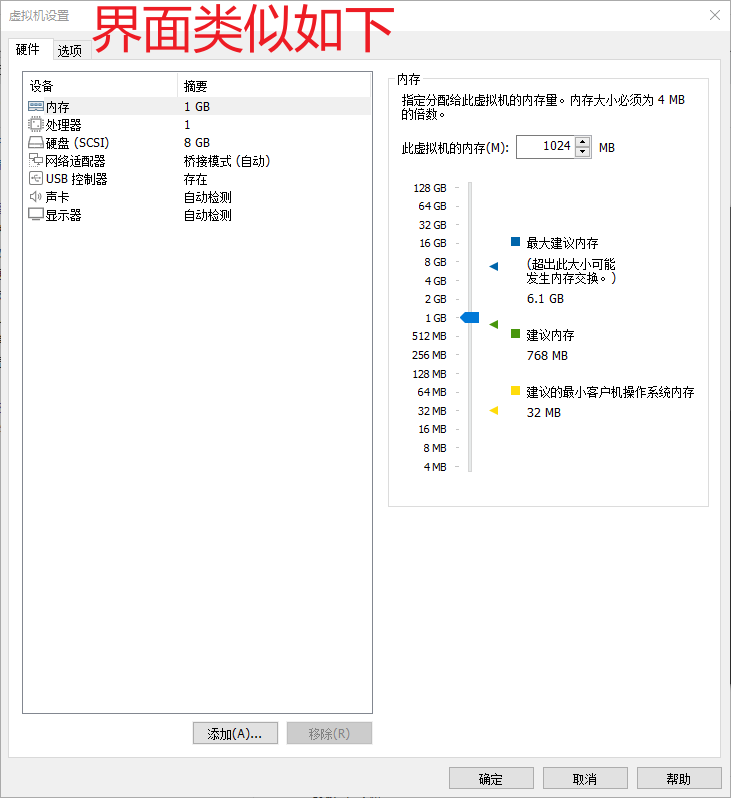 虚拟机设置
界面类似如下
硬件 选项
设备 摘要
内存 1 GB
处理器 1
硬盘 (SCSI) 8 GB
网络适配器 桥接模式 (自动)
USB 控制器 存在
声卡 自动检测
显示器 自动检测
添加(A)... 移除(R)
内存
指定分配给此虚拟机的内存量。内存大小必须为 4 MB
的倍数。
此虚拟机的内存(M): 1024 MB
128 GB
64 GB
32 GB
16 GB
8 GB
4 GB
2 GB
1 GB
512 MB
256 MB
128 MB
64 MB
32 MB
16 MB
8 MB
4 MB
最大建议内存
(超出此大小可能
发生内存交换。)
6.1 GB
建议内存
768 MB
建议的最小客户机操作系统内存
32 MB
确定 取消 帮助